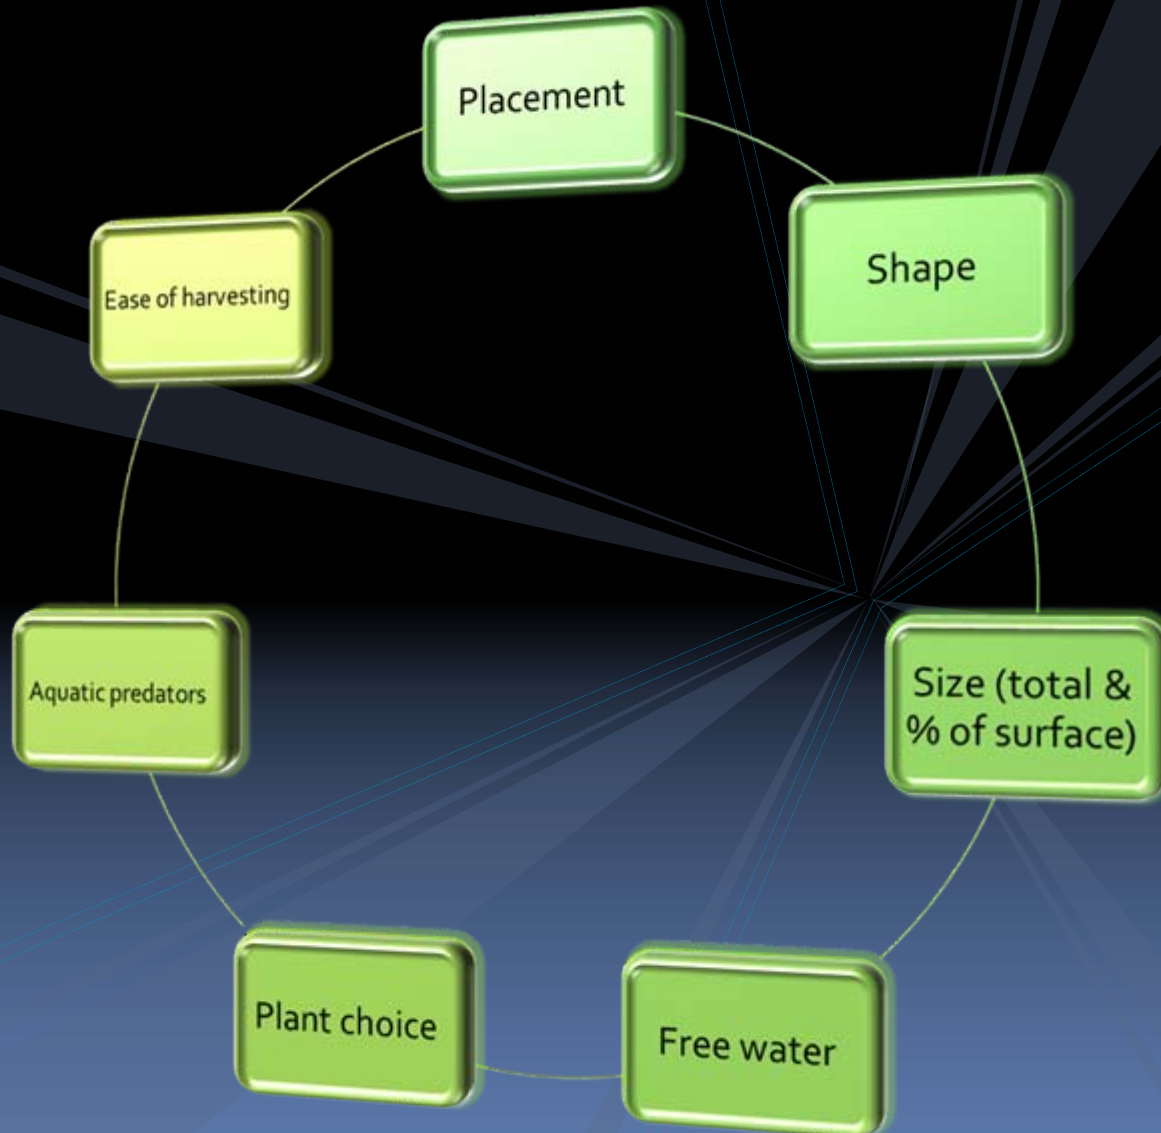 Placement
Shape
Size (total &
% of surface)
Free water
Plant choice
Aquatic predators
Ease of harvesting